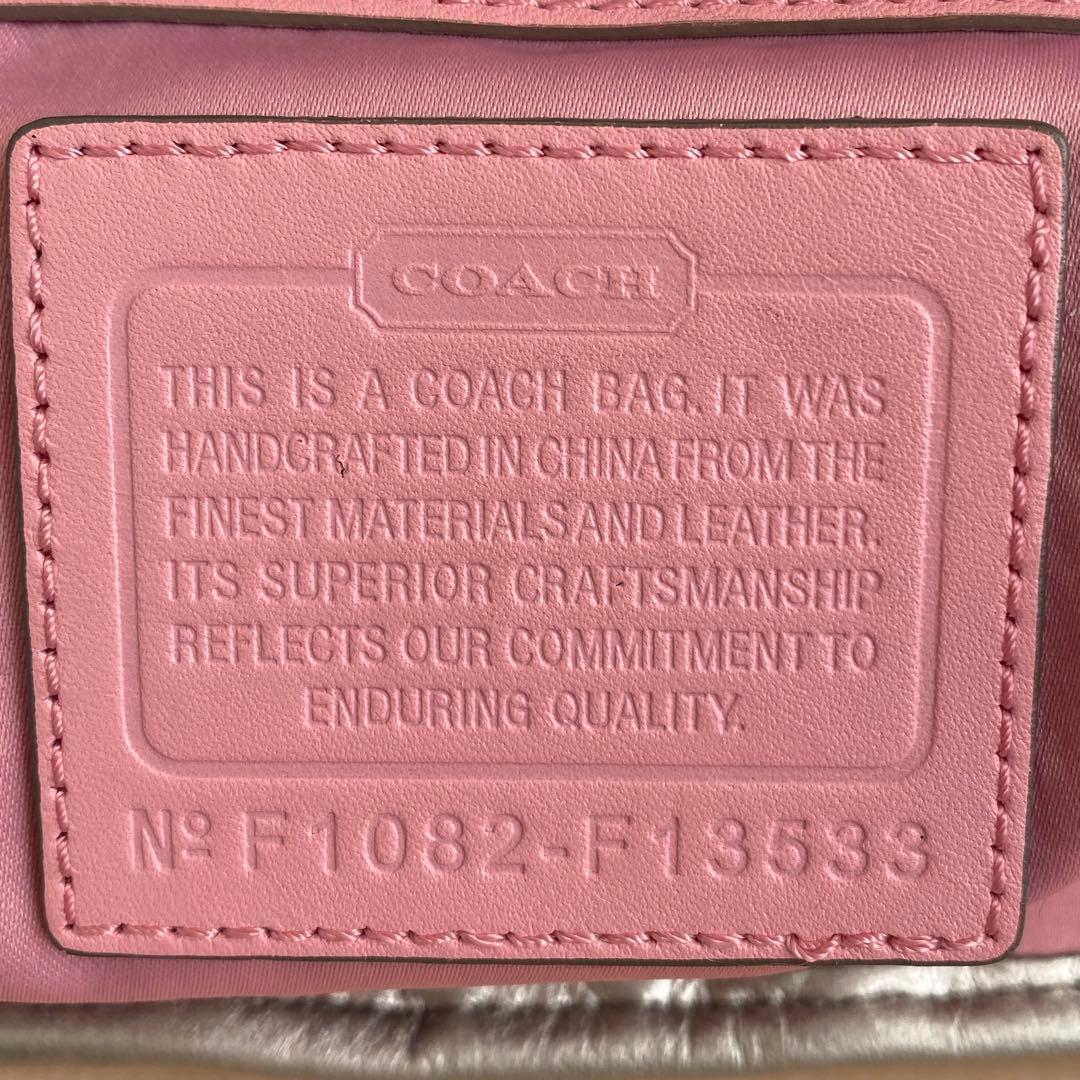 COACH
THIS IS A COACH BAG. IT WAS
HANDCRAFTED IN CHINA FROM THE
FINEST MATERIALS AND LEATHER.
ITS SUPERIOR CRAFTSMANSHIP
REFLECTS OUR COMMITMENT TO
ENDURING QUALITY.
Nº F1082-F13533